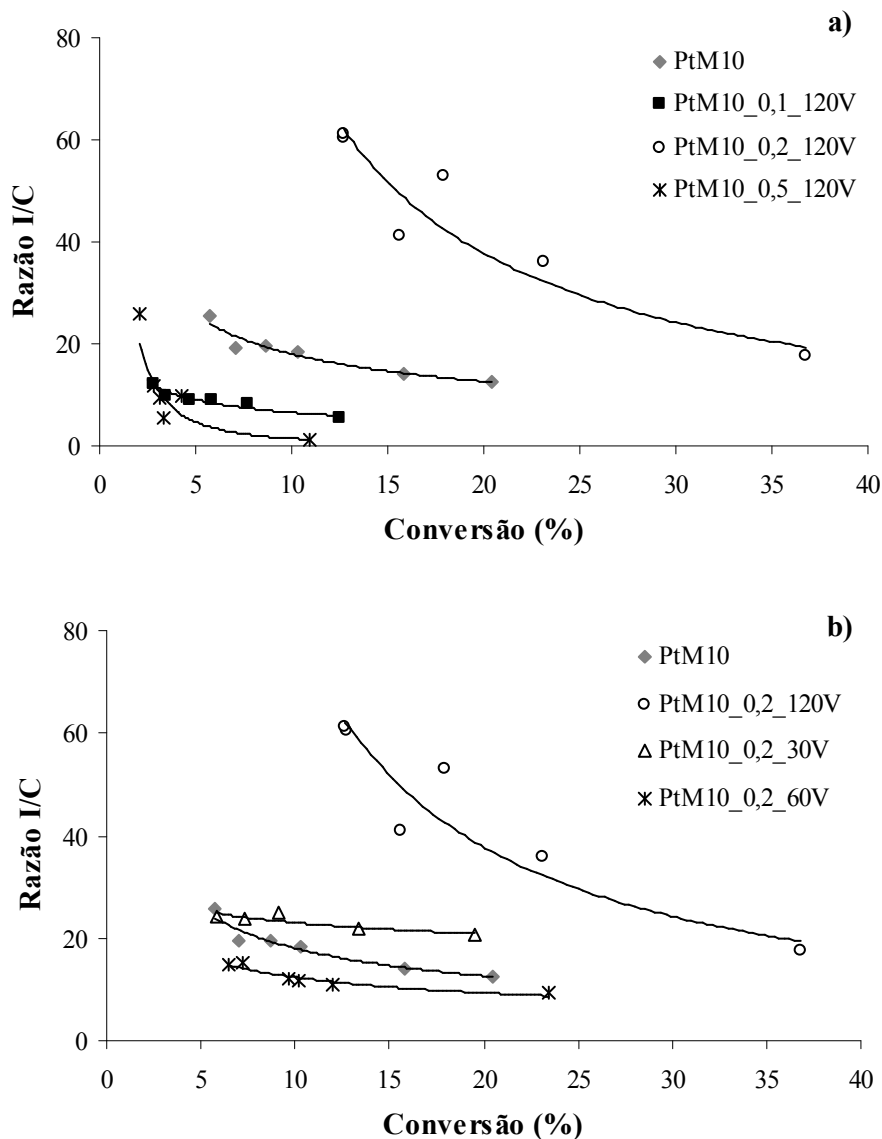 a)
80
60
40
20
0
Razão I/C
PtM10
PtM10_0,1_120V
PtM10_0,2_120V
PtM10_0,5_120V
0 5 10 15 20 25 30 35 40
Conversão (%)
b)
80
60
40
20
0
Razão I/C
PtM10
PtM10_0,2_120V
PtM10_0,2_30V
PtM10_0,2_60V
0 5 10 15 20 25 30 35 40
Conversão (%)